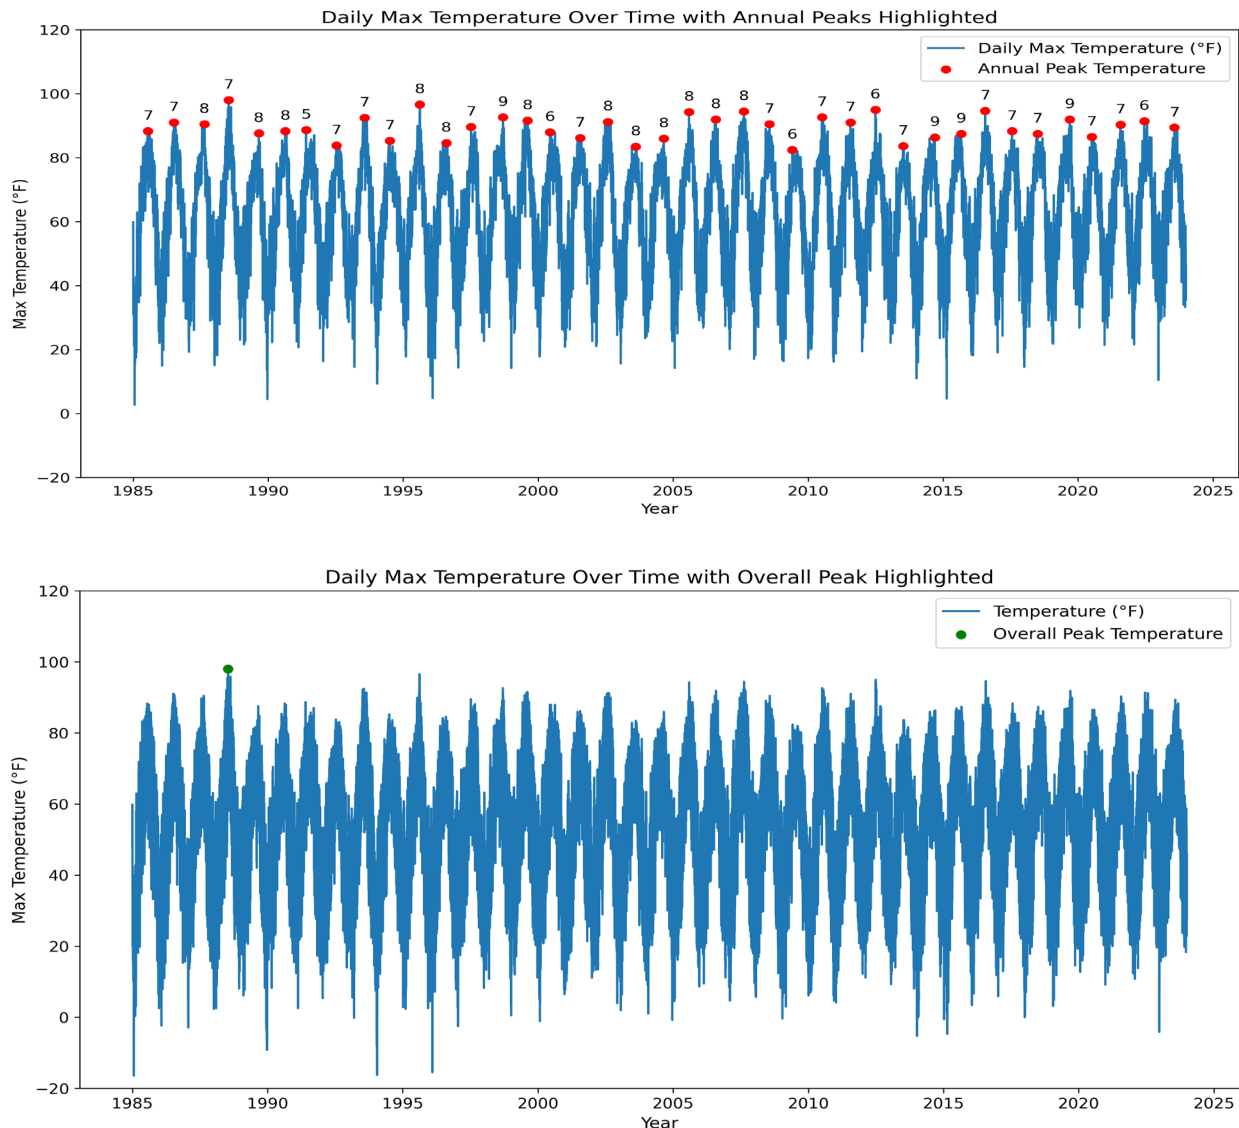 Daily Max Temperature Over Time with Annual Peaks Highlighted
120
Daily Max Temperature (°F)
Annual Peak Temperature
100
80
60
40
20
0
−20
Max Temperature (°F)
7 7 8 7 8 8 5 7 7 7 8 8 7 9 8 6 7 8 8 8 8 8 8 7 6 7 7 6 7 9 9 7 7 7 9 7 7 6 7
1985 1990 1995 2000 2005 2010 2015 2020 2025
Year
Daily Max Temperature Over Time with Overall Peak Highlighted
120
Temperature (°F)
Overall Peak Temperature
100
80
60
40
20
0
−20
Max Temperature (°F)
1985 1990 1995 2000 2005 2010 2015 2020 2025
Year